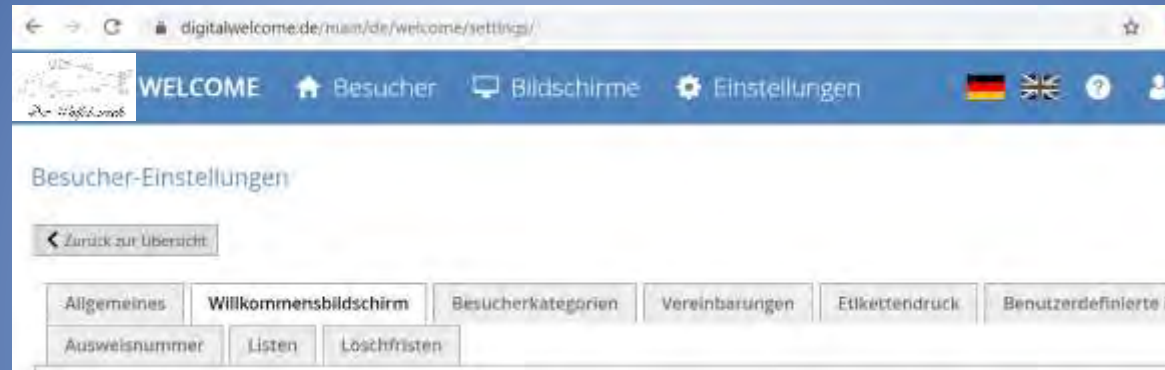 digitalwelcome.de/main/de/welcome/settings/
WELCOME Besucher Bildschirme Einstellungen ?
Besucher-Einstellungen
Zurück zur Übersicht
Allgemeines Willkommensbildschirm Besucherkategorien Vereinbarungen Etikettendruck Benutzerdefinierte
Ausweisnummer Listen Löschfristen